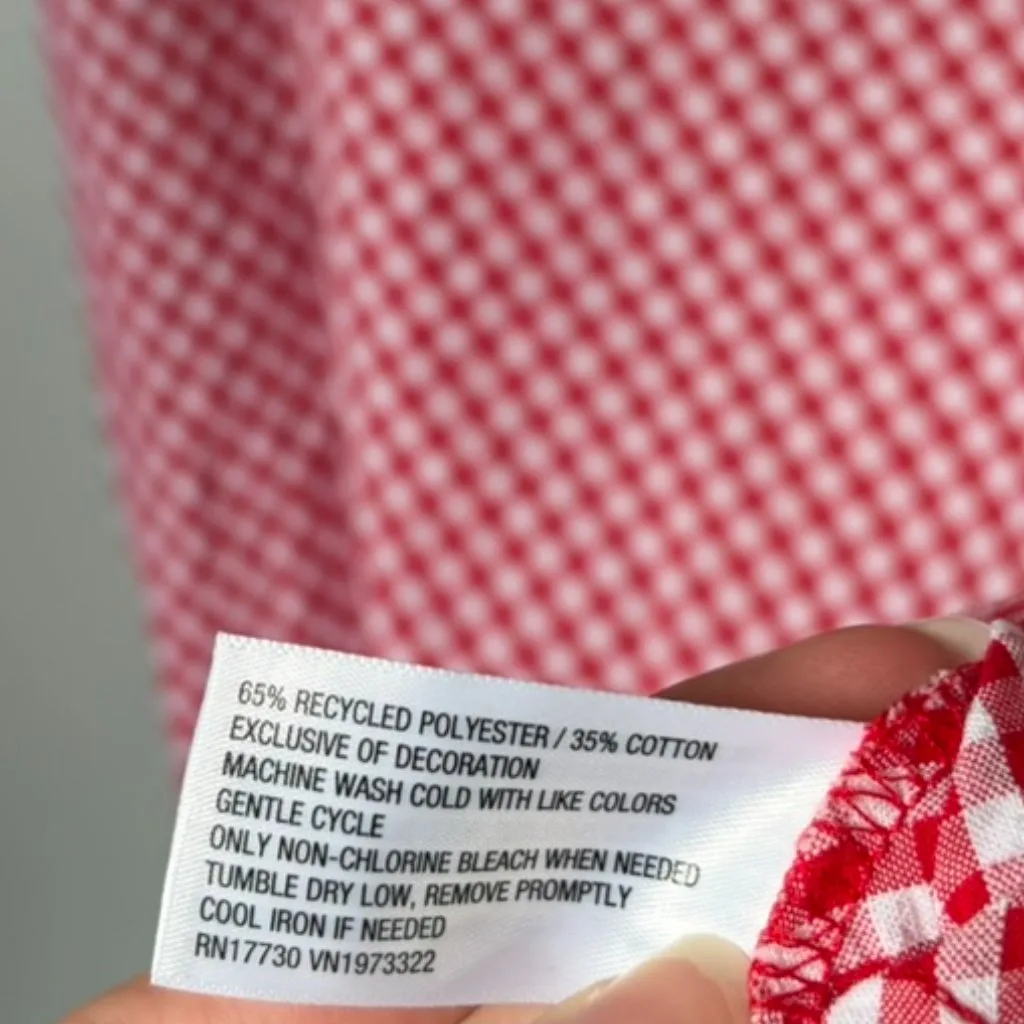 65% RECYCLED POLYESTER / 35% COTTON
EXCLUSIVE OF DECORATION
MACHINE WASH COLD WITH LIKE COLORS
GENTLE CYCLE
ONLY NON-CHLORINE BLEACH WHEN NEEDED
TUMBLE DRY LOW, REMOVE PROMPTLY
COOL IRON IF NEEDED
RN17730 VN1973322